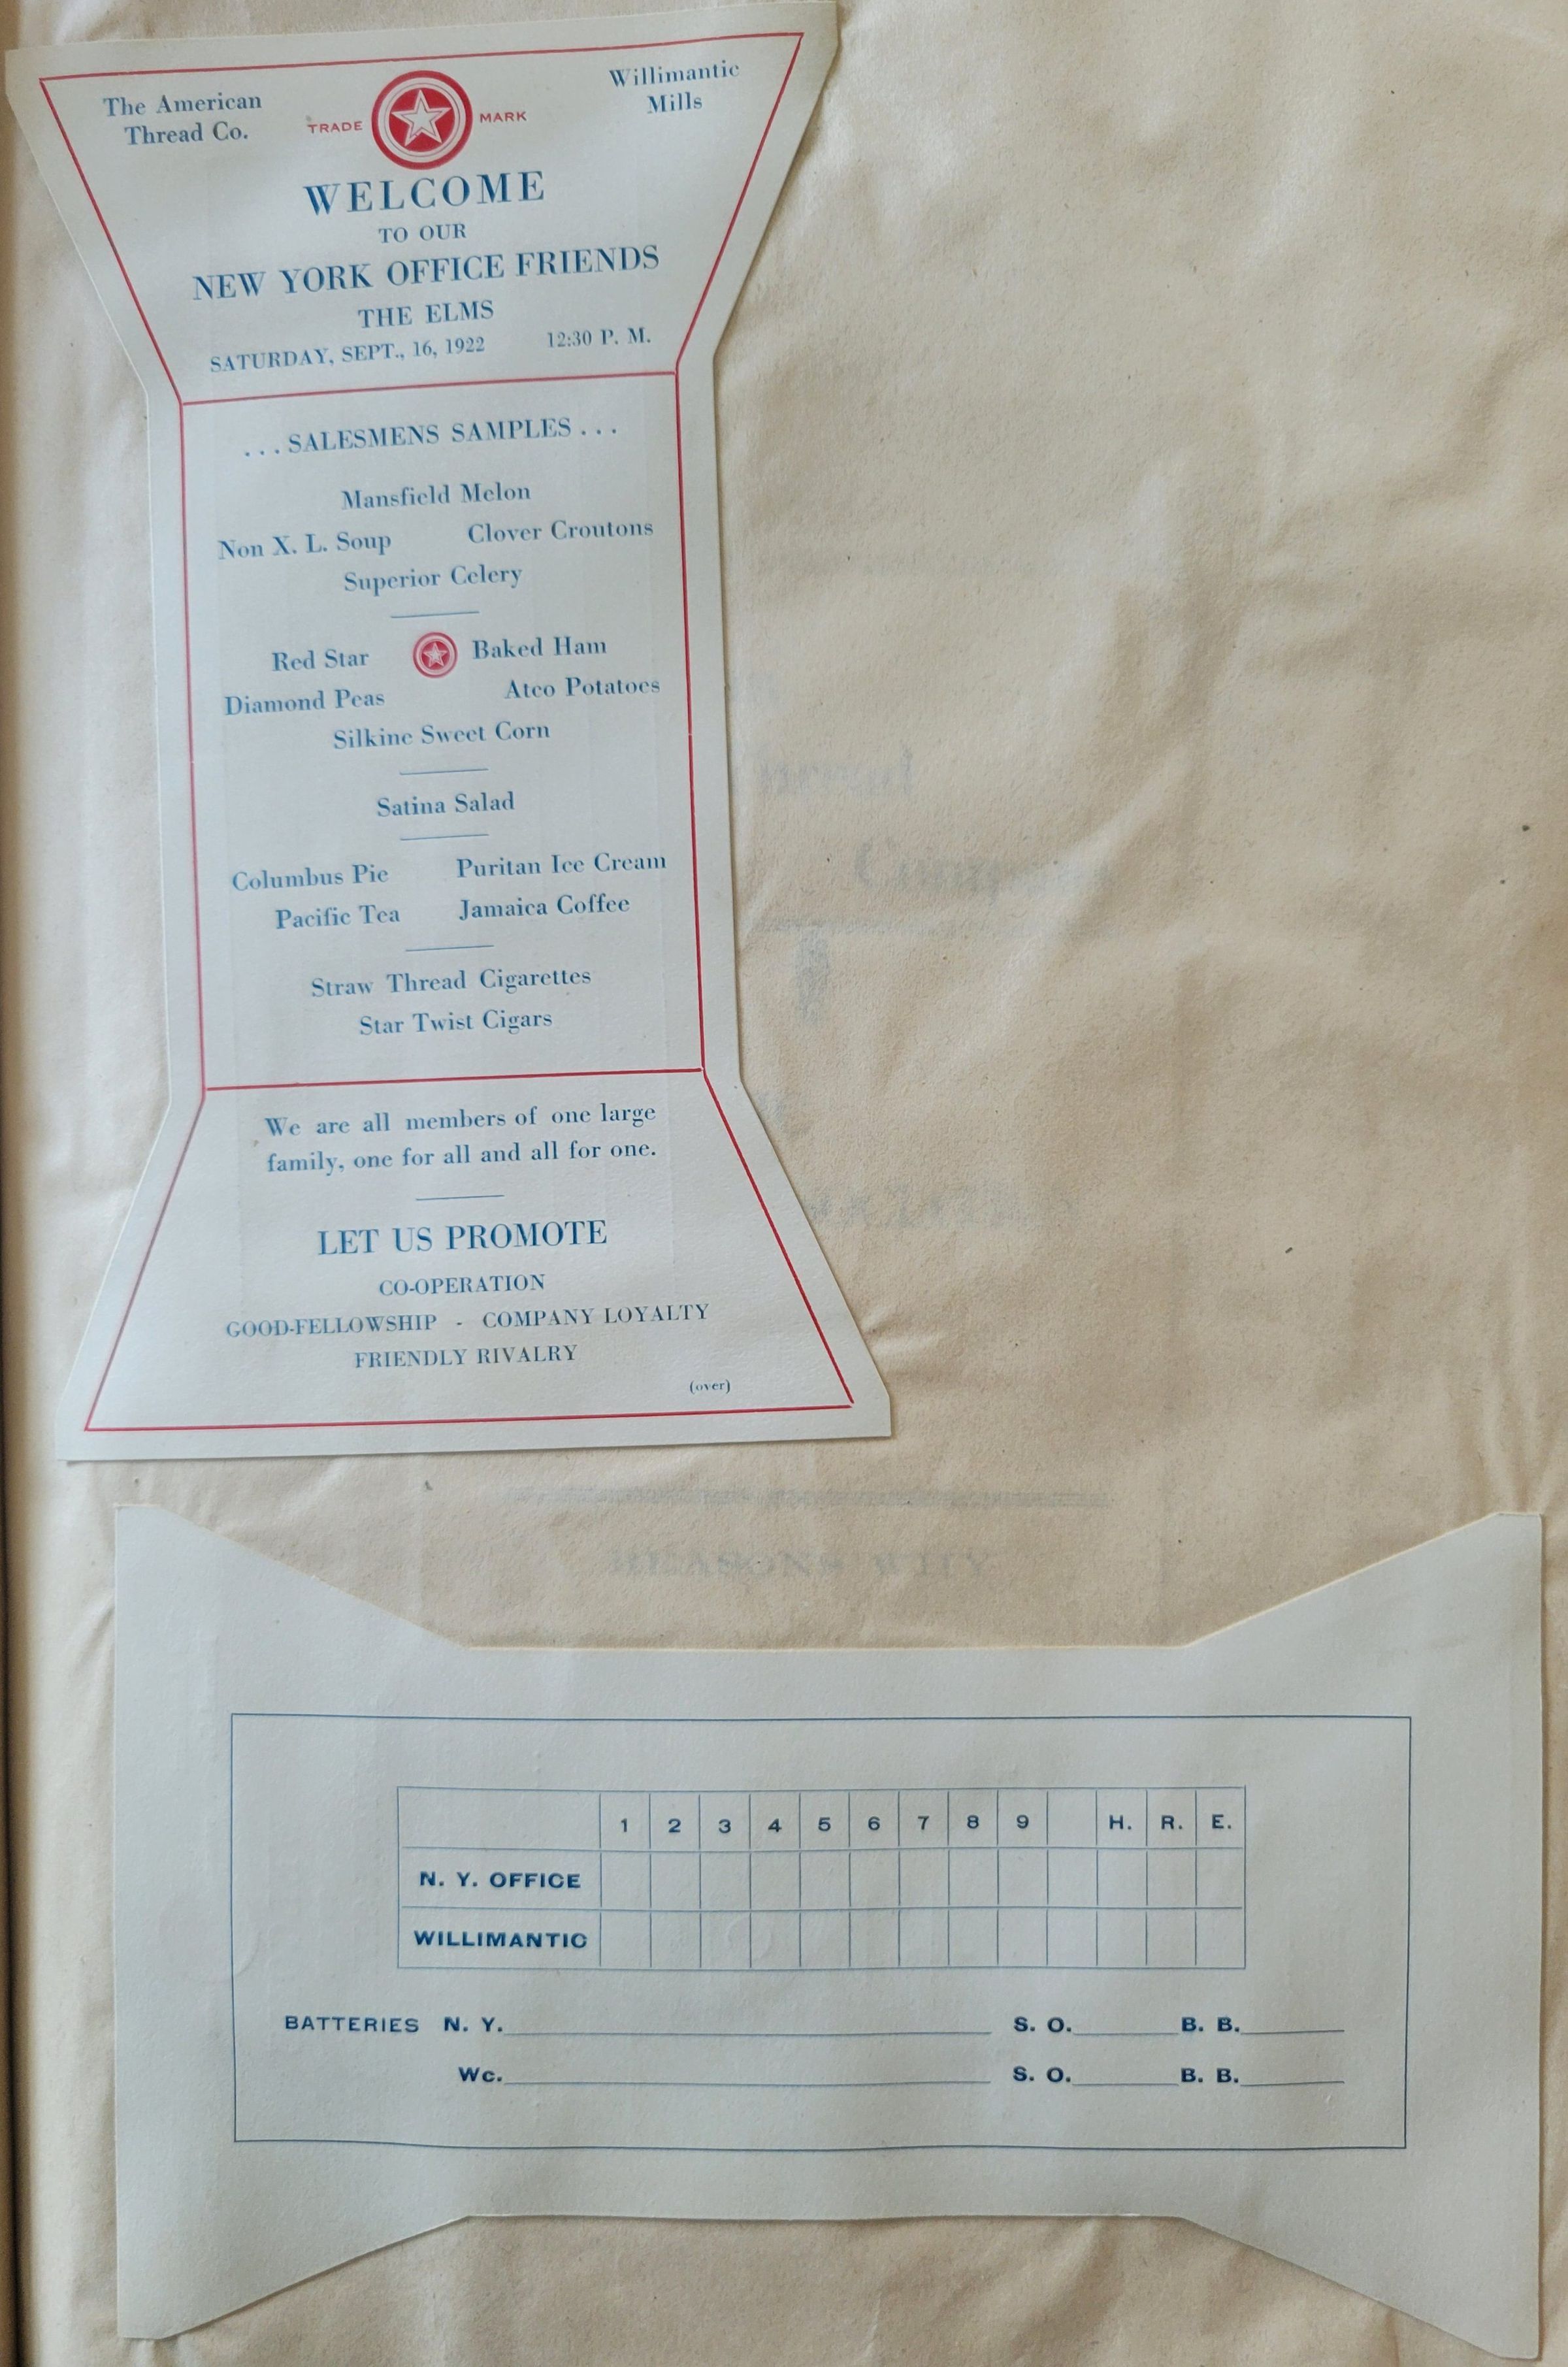 The American
Thread Co.
TRADE MARK
Willimantic
Mills
WELCOME
TO OUR
NEW YORK OFFICE FRIENDS
THE ELMS
SATURDAY, SEPT., 16, 1922 12:30 P. M.
. . . SALESMENS SAMPLES . . .
Mansfield Melon
Non X. L. Soup Clover Croutons
Superior Celery
Red Star Baked Ham
Diamond Peas Atco Potatoes
Silkine Sweet Corn
Satina Salad
Columbus Pie Puritan Ice Cream
Pacific Tea Jamaica Coffee
Straw Thread Cigarettes
Star Twist Cigars
We are all members of one large
family, one for all and all for one.
LET US PROMOTE
CO-OPERATION
GOOD-FELLOWSHIP - COMPANY LOYALTY
FRIENDLY RIVALRY
(over)
REASONS WHY
1 2 3 4 5 6 7 8 9 H. R. E.
N. Y. OFFICE
WILLIMANTIC
BATTERIES N. Y. S. O. B. B.
Wc. S. O. B. B.